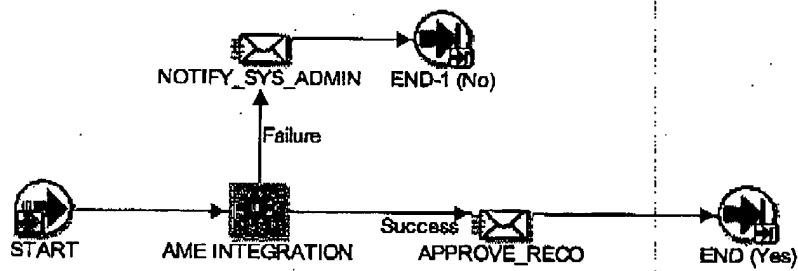 NOTIFY_SYS_ADMIN
END-1 (No)
Failure
Success
START
AME INTEGRATION
APPROVE_RECO
END (Yes)